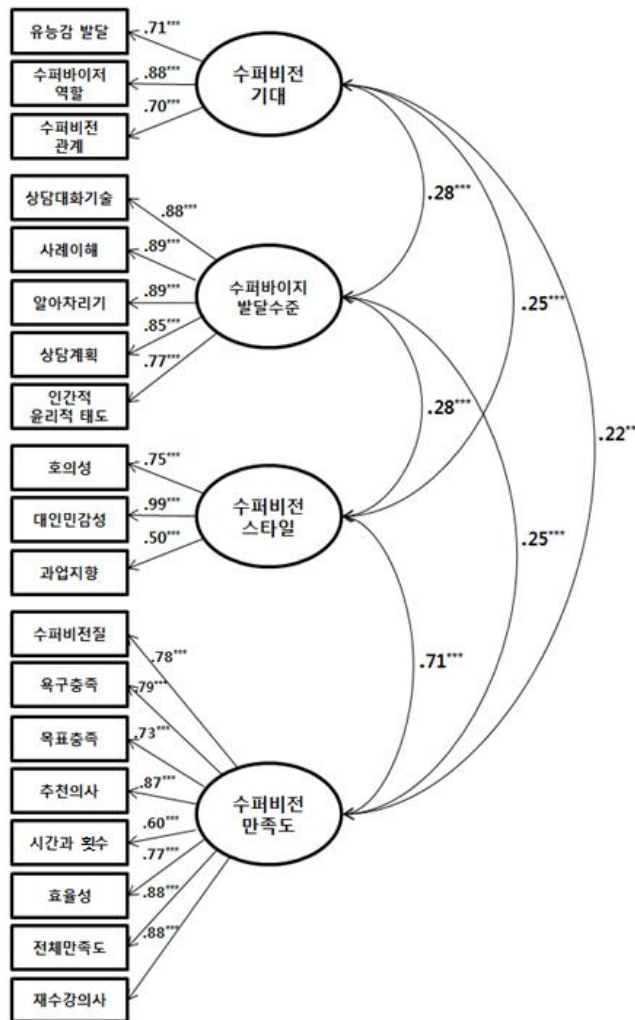 유능감 발달
.71***
수퍼바이저
역할
.88***
수퍼비전
관계
.70***
수퍼비전
기대
상담대화기술
.88***
사례이해
.89***
알아차리기
.89***
상담계획
.85***
인간적
윤리적 태도
.77***
수퍼바이지
발달수준
호의성
.75***
대인민감성
.99***
과업지향
.50***
수퍼비전
스타일
수퍼비전질
.78***
욕구충족
.79***
목표충족
.73***
추천의사
.87***
시간과 횟수
.60***
효율성
.77***
전체만족도
.88***
재수강의사
.88***
수퍼비전
만족도
.28***
.25***
.28***
.22**
.25***
.71***